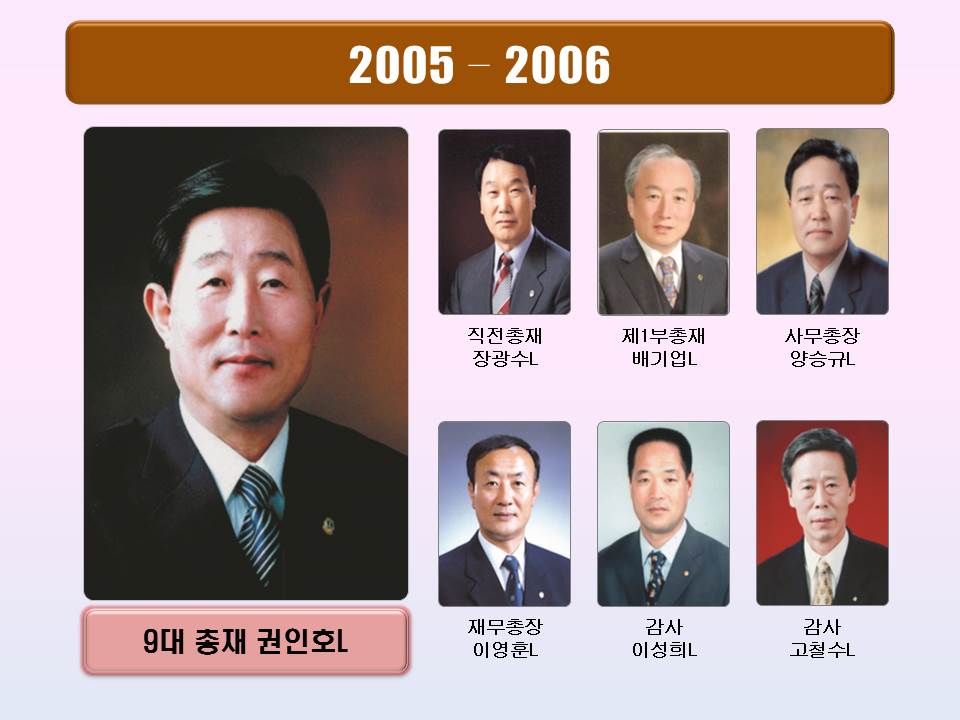 2005 – 2006
직전총재
장광수L
제1부총재
배기업L
사무총장
양승규L
재무총장
이영훈L
감사
이성희L
감사
고철수L
9대 총재 권인호L